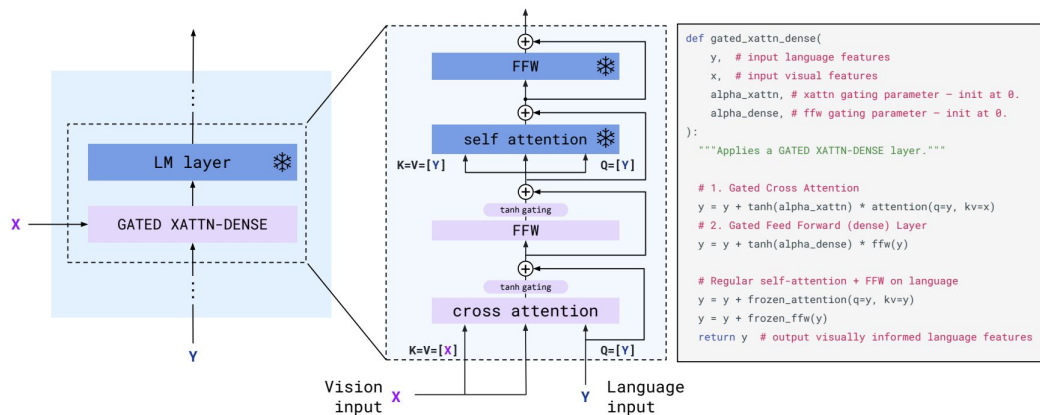 LM layer
GATED XATTN-DENSE
X
Y
FFW
self attention
K=V=[Y]
Q=[Y]
tanh gating
FFW
tanh gating
cross attention
K=V=[X]
Q=[Y]
Vision
input
X
Y
Language
input
def gated_xattn_dense(
y, # input language features
x, # input visual features
alpha_xattn, # xattn gating parameter – init at 0.
alpha_dense, # ffw gating parameter – init at 0.
):
"""Applies a GATED XATTN-DENSE layer."""
# 1. Gated Cross Attention
y = y + tanh(alpha_xattn) * attention(q=y, kv=x)
# 2. Gated Feed Forward (dense) Layer
y = y + tanh(alpha_dense) * ffw(y)
# Regular self-attention + FFW on language
y = y + frozen_attention(q=y, kv=y)
y = y + frozen_ffw(y)
return y # output visually informed language features